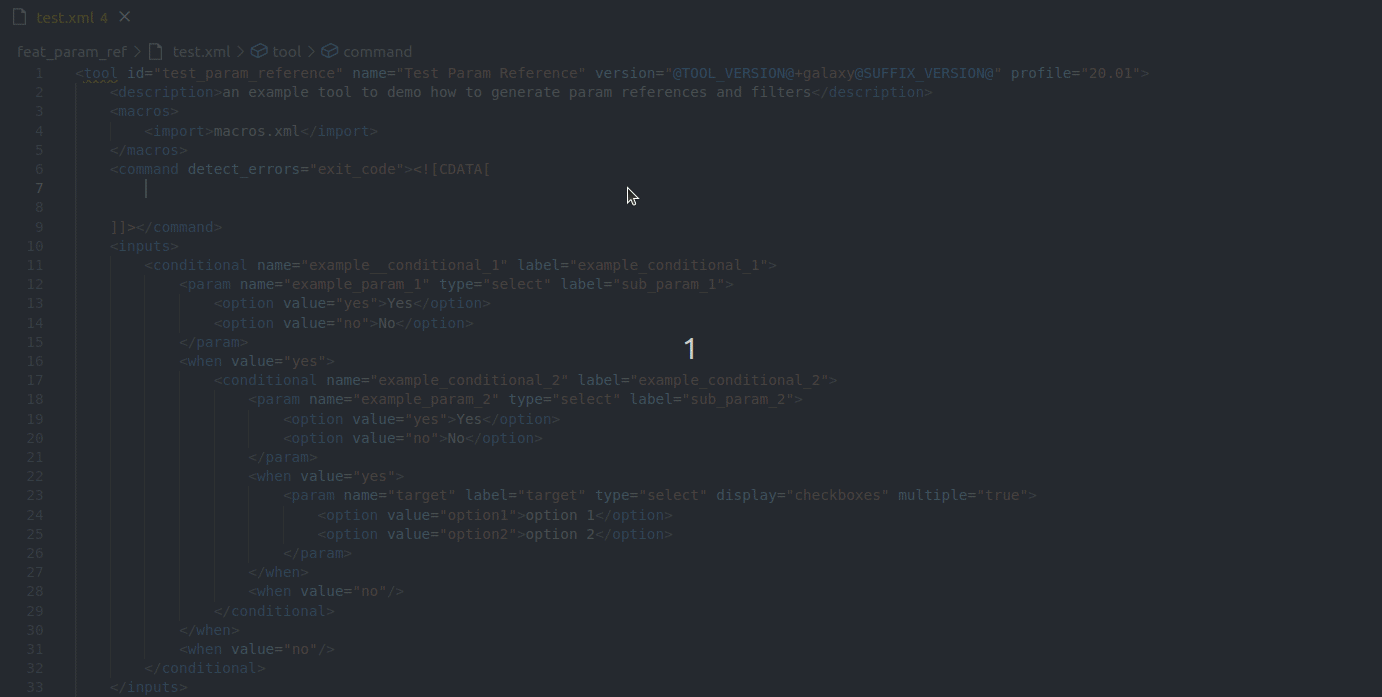 test.xml 4
feat_param_ref > test.xml > tool > command
1 <tool id="test_param_reference" name="Test Param Reference" version="@TOOL_VERSION@+galaxy@SUFFIX_VERSION@" profile="20.01">
2 <description>an example tool to demo how to generate param references and filters</description>
3 <macros>
4 <import>macros.xml</import>
5 </macros>
6 <command detect_errors="exit_code"><![CDATA[
7
8
9 ]]></command>
10 <inputs>
11 <conditional name="example__conditional_1" label="example_conditional_1">
12 <param name="example_param_1" type="select" label="sub_param_1">
13 <option value="yes">Yes</option>
14 <option value="no">No</option>
15 </param>
1
16 <when value="yes">
17 <conditional name="example_conditional_2" label="example_conditional_2">
18 <param name="example_param_2" type="select" label="sub_param_2">
19 <option value="yes">Yes</option>
20 <option value="no">No</option>
21 </param>
22 <when value="yes">
23 <param name="target" label="target" type="select" display="checkboxes" multiple="true">
24 <option value="option1">option 1</option>
25 <option value="option2">option 2</option>
26 </param>
27 </when>
28 <when value="no"/>
29 </conditional>
30 </when>
31 <when value="no"/>
32 </conditional>
33 </inputs>